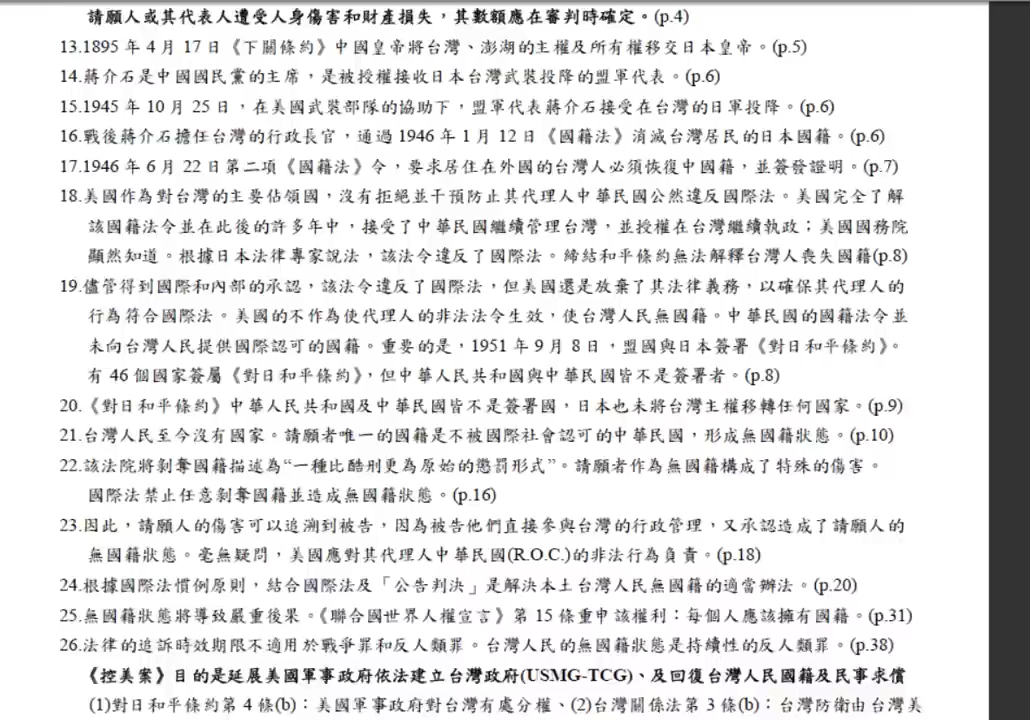 請願人或其代表人遭受人身傷害和財產損失，其數額應在審判時確定。(p.4)
13.1895 年 4 月 17 日《下關條約》中國皇帝將台灣、澎湖的主權及所有權移交日本皇帝。(p.5)
14.蔣介石是中國國民黨的主席，是被授權接收日本台灣武裝投降的盟軍代表。(p.6)
15.1945 年 10 月 25 日，在美國武裝部隊的協助下，盟軍代表蔣介石接受在台灣的日軍投降。(p.6)
16.戰後蔣介石擔任台灣的行政長官，通過 1946 年 1 月 12 日《國籍法》消滅台灣居民的日本國籍。(p.6)
17.1946 年 6 月 22 日第二項《國籍法》令，要求居住在外國的台灣人必須恢復中國籍，並簽發證明。(p.7)
18.美國作為對台灣的主要佔領國，沒有拒絕並干預防止其代理人中華民國公然違反國際法。美國完全了解
該國籍法令並在此後的許多年中，接受了中華民國繼續管理台灣，並授權在台灣繼續執政；美國國務院
顯然知道。根據日本法律專家說法，該法令違反了國際法。締結和平條約無法解釋台灣人喪失國籍(p.8)
19.儘管得到國際和內部的承認，該法令違反了國際法，但美國還是放棄了其法律義務，以確保其代理人的
行為符合國際法。美國的不作為使代理人的非法法令生效，使台灣人民無國籍。中華民國的國籍法令並
未向台灣人民提供國際認可的國籍。重要的是，1951 年 9 月 8 日，盟國與日本簽署《對日和平條約》。
有 46 個國家簽屬《對日和平條約》，但中華人民共和國與中華民國皆不是簽署者。(p.8)
20.《對日和平條約》中華人民共和國及中華民國皆不是簽署國，日本也未將台灣主權移轉任何國家。(p.9)
21.台灣人民至今沒有國家。請願者唯一的國籍是不被國際社會認可的中華民國，形成無國籍狀態。(p.10)
22.該法院將剝奪國籍描述為“一種比酷刑更為原始的懲罰形式”。請願者作為無國籍構成了特殊的傷害。
國際法禁止任意剝奪國籍並造成無國籍狀態。(p.16)
23.因此，請願人的傷害可以追溯到被告，因為被告他們直接參與台灣的行政管理，又承認造成了請願人的
無國籍狀態。毫無疑問，美國應對其代理人中華民國(R.O.C.)的非法行為負責。(p.18)
24.根據國際法慣例原則，結合國際法及「公告判決」是解決本土台灣人民無國籍的適當辦法。(p.20)
25.無國籍狀態將導致嚴重後果。《聯合國世界人權宣言》第 15 條重申該權利：每個人應該擁有國籍。(p.31)
26.法律的追訴時效期限不適用於戰爭罪和反人類罪。台灣人民的無國籍狀態是持續性的反人類罪。(p.38)
《控美案》目的是延展美國軍事政府依法建立台灣政府(USMG-TCG)、及回復台灣人民國籍及民事求償
(1)對日和平條約第 4 條(b)：美國軍事政府對台灣有處分權、(2)台灣關係法第 3 條(b)：台灣防衛由台灣美